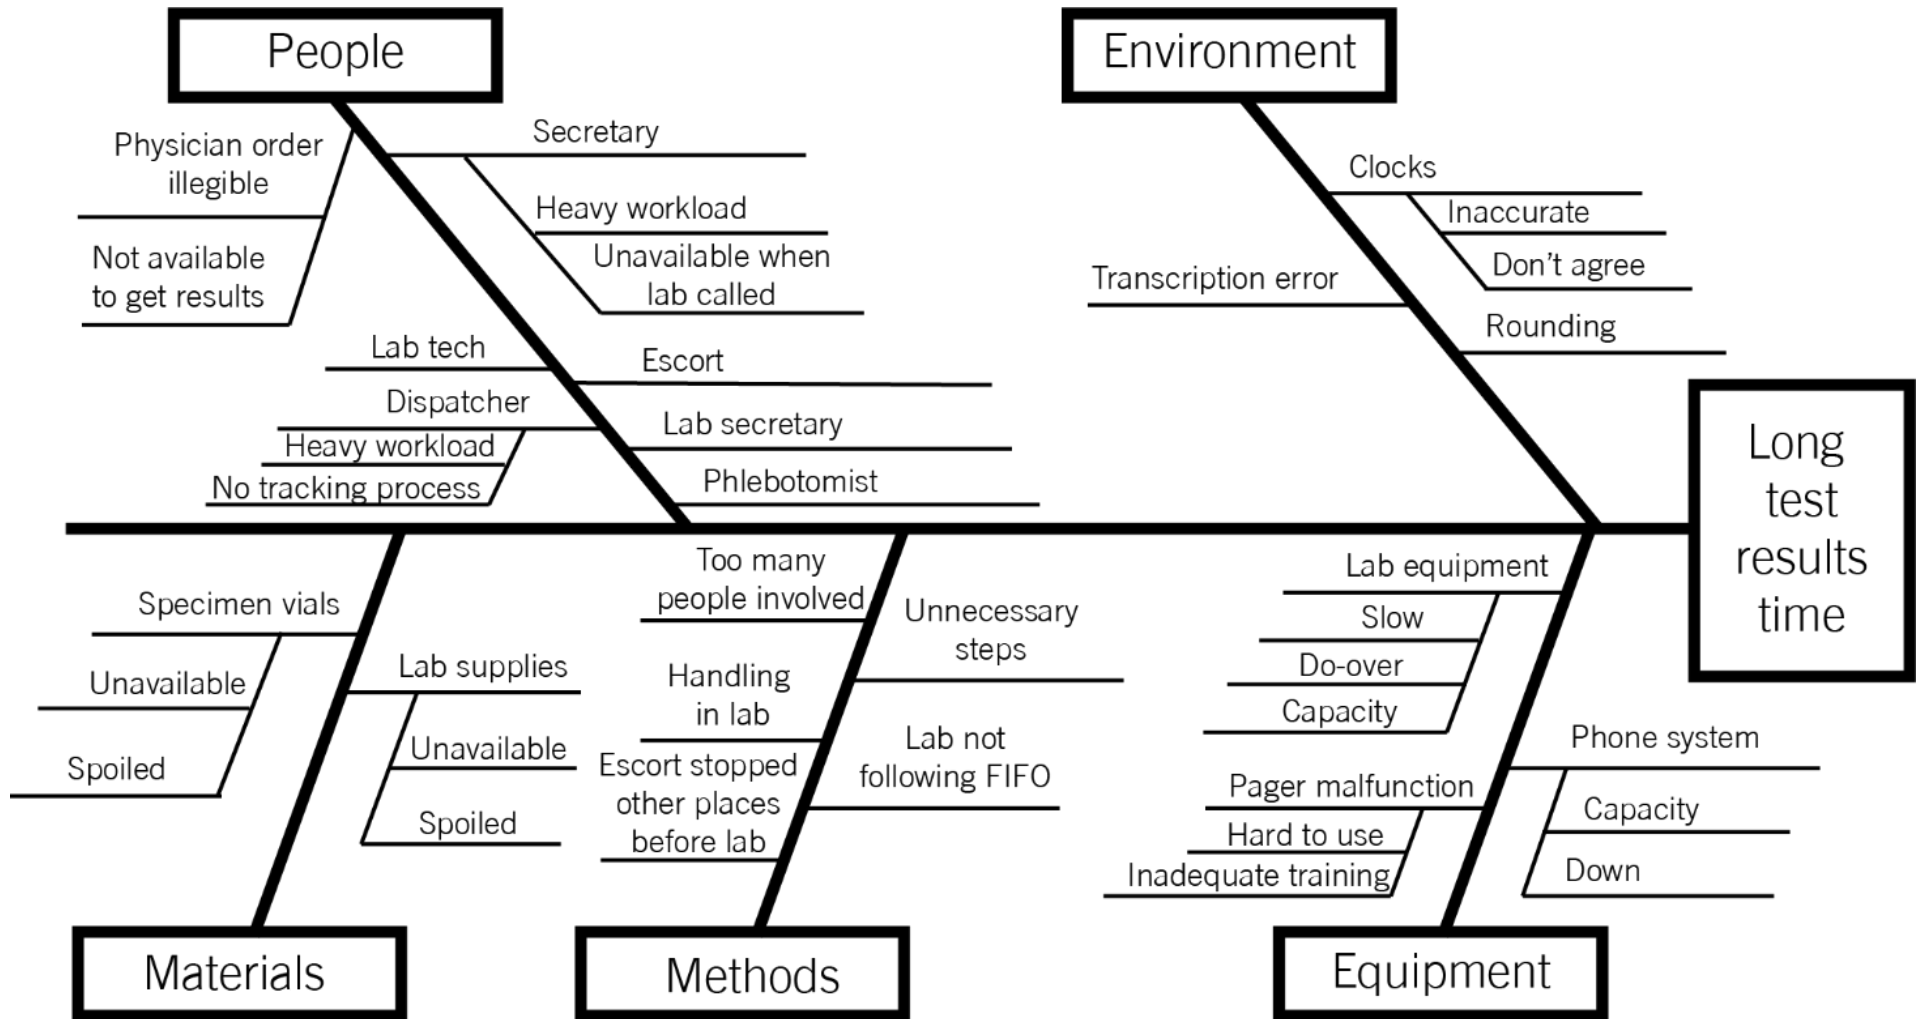 People
Environment
Physician order
illegible
Not available
to get results
Secretary
Heavy workload
Unavailable when
lab called
Lab tech
Escort
Dispatcher
Heavy workload
No tracking process
Lab secretary
Phlebotomist
Clocks
Inaccurate
Don't agree
Transcription error
Rounding
Long
test
results
time
Specimen vials
Unavailable
Spoiled
Lab supplies
Unavailable
Spoiled
Too many
people involved
Handling
in lab
Escort stopped
other places
before lab
Unnecessary
steps
Lab not
following FIFO
Lab equipment
Slow
Do-over
Capacity
Pager malfunction
Hard to use
Inadequate training
Phone system
Capacity
Down
Materials
Methods
Equipment